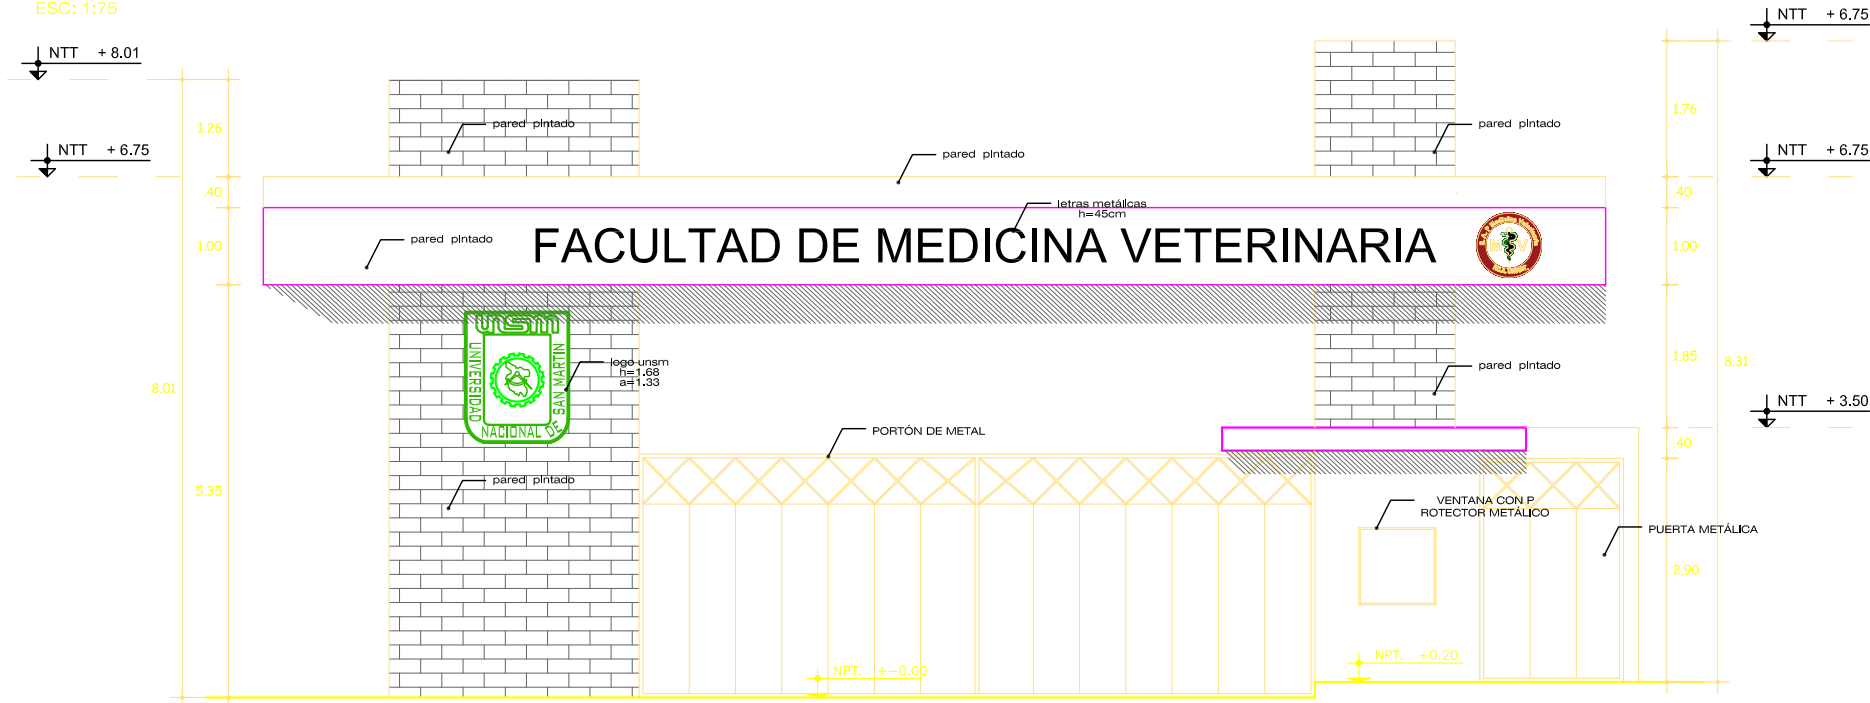 ESC: 1:75
NTT + 6.75
NTT + 8.01
1.76
1.26
pared pintado
pared pintado
NTT + 6.75
pared pintado
NTT + 6.75
.40
.40
letras metálicas
h=45cm
pared pintado
1.00
FACULTAD DE MEDICINA VETERINARIA
M V
1.00
unsm
UNIVERSIDAD
NACIONAL DE
SAN MARTIN
logo unsm
h=1.68
a=1.33
1.85
8.31
pared pintado
8.01
NTT + 3.50
PORTÓN DE METAL
.40
pared pintado
5.35
VENTANA CON P
ROTECTOR METÁLICO
PUERTA METÁLICA
2.90
NPT. +-0.00
NPT. +0.20